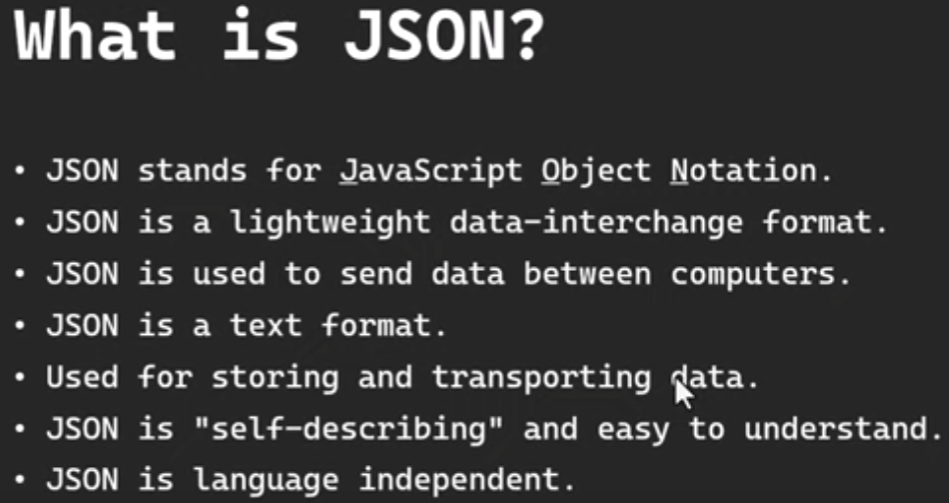 What is JSON?
• JSON stands for JavaScript Object Notation.
• JSON is a lightweight data-interchange format.
• JSON is used to send data between computers.
• JSON is a text format.
• Used for storing and transporting data.
• JSON is "self-describing" and easy to understand.
• JSON is language independent.